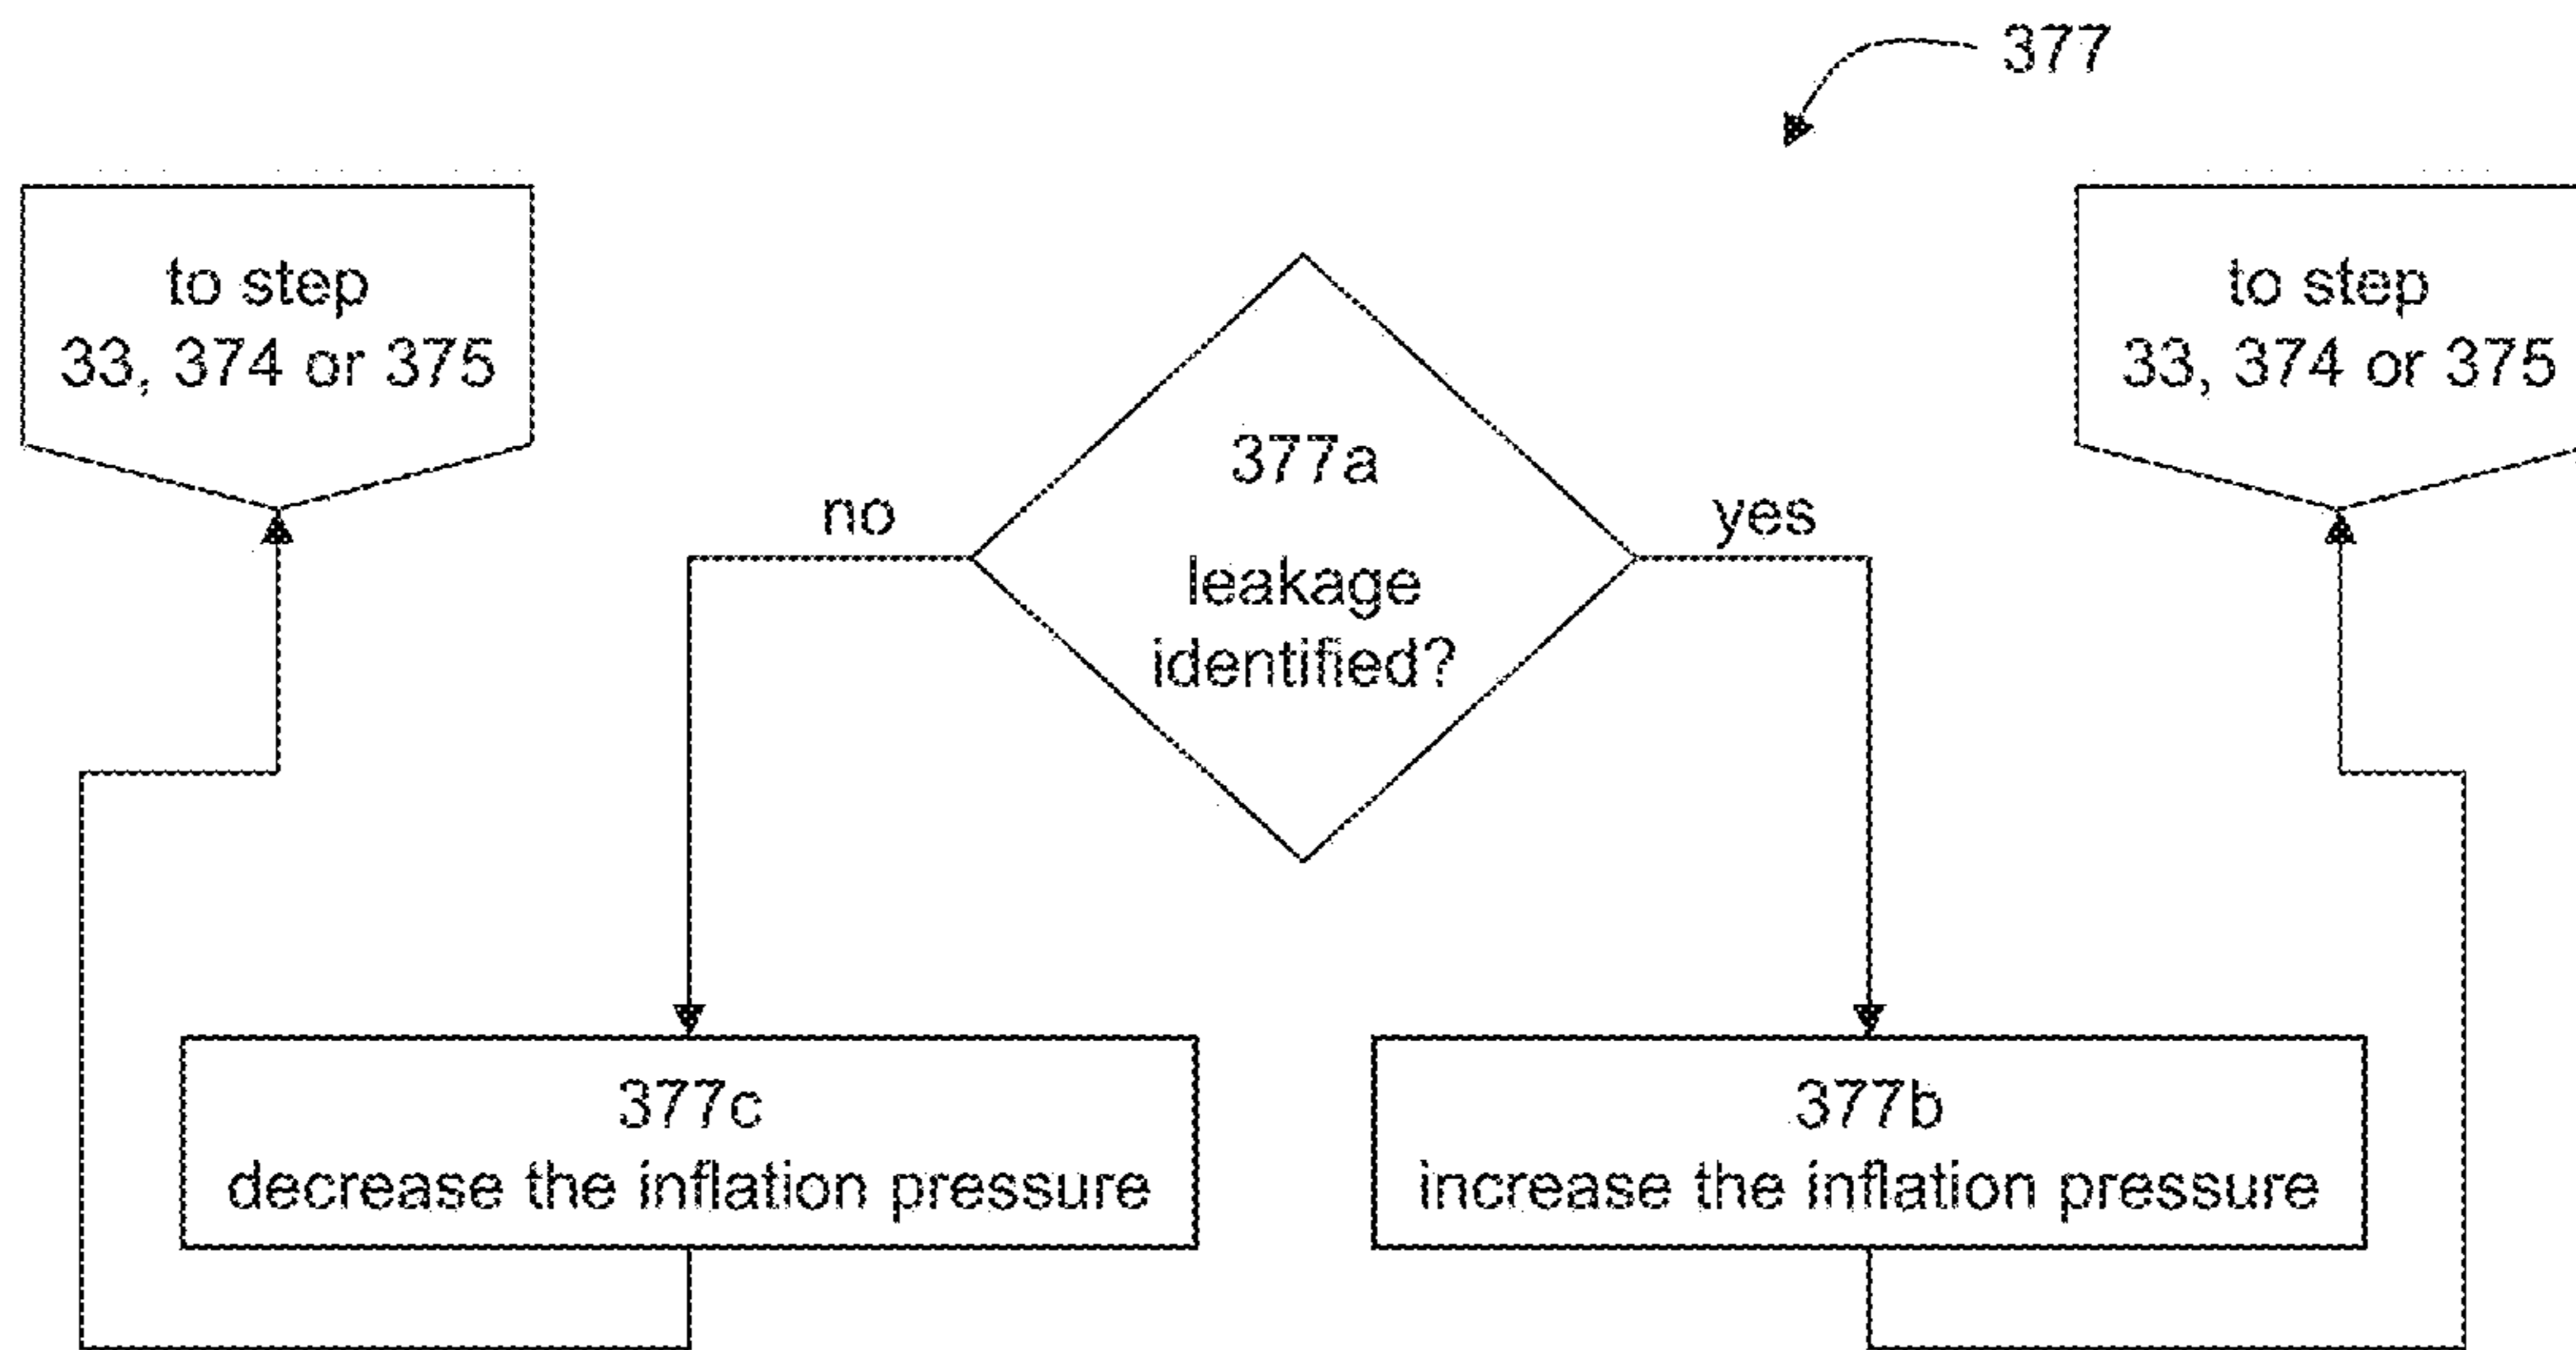 377
to step
33, 374 or 375
to step
33, 374 or 375
377a
leakage
identified?
no
yes
377c
decrease the inflation pressure
377b
increase the inflation pressure